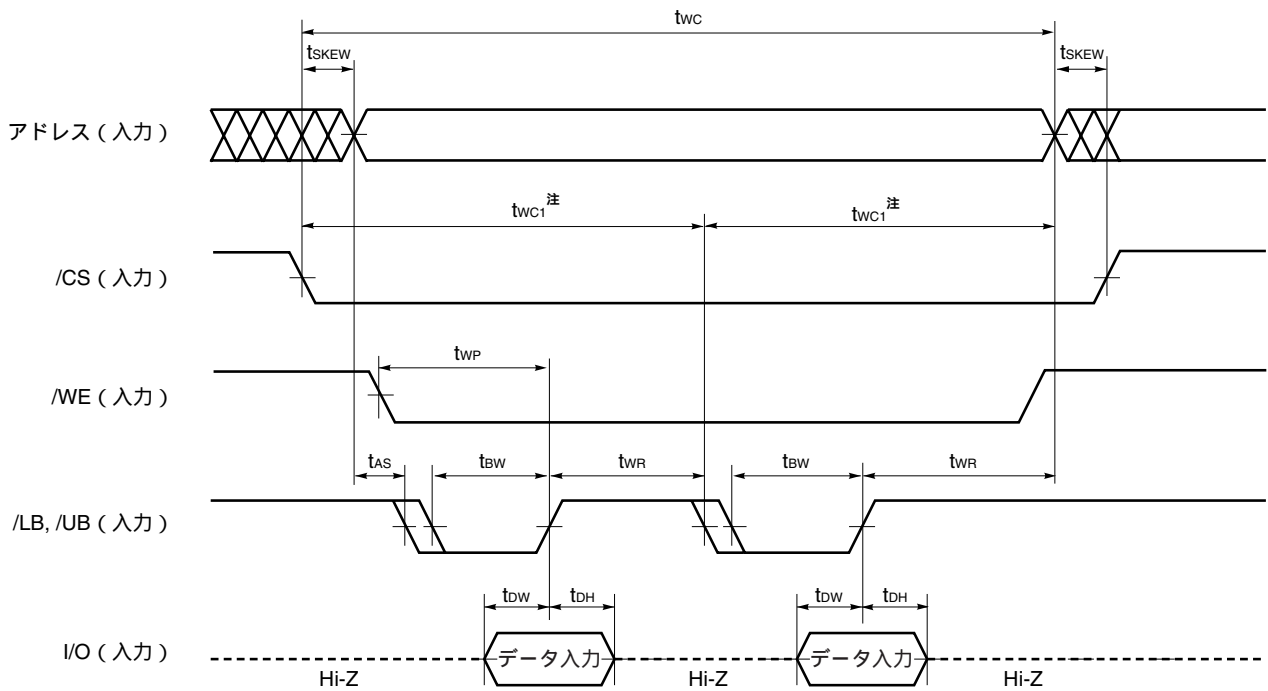 tWC
tSKEW
tSKEW
アドレス（入力）
tWC1注
tWC1注
/CS（入力）
tWP
/WE（入力）
tAS
tBW
tWR
tBW
tWR
/LB, /UB（入力）
tDW
tDH
tDW
tDH
I/O（入力）
データ入力
データ入力
Hi-Z
Hi-Z
Hi-Z